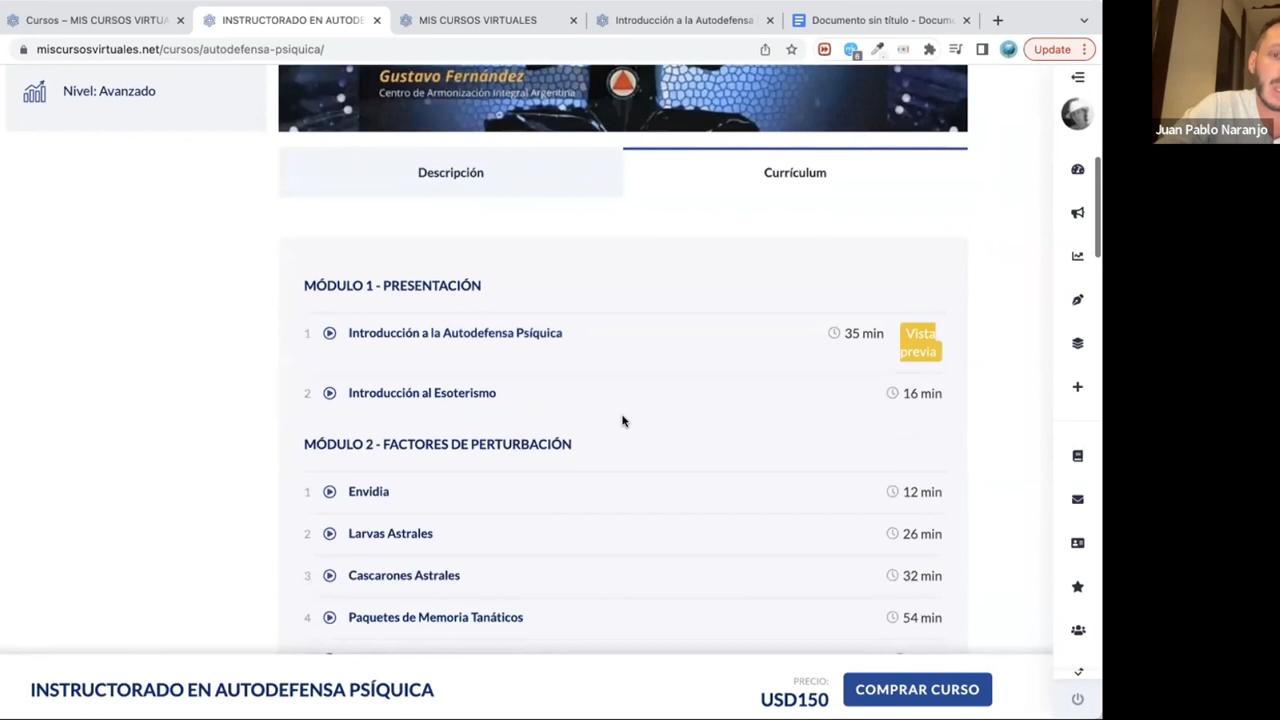 Cursos – MIS CURSOS VIRTUA
INSTRUCTORADO EN AUTODE
MIS CURSOS VIRTUALES
Introducción a la Autodefensa
Documento sin título - Docum
miscursosvirtuales.net/cursos/autodefensa-psiquica/
6
Update
Nivel: Avanzado
Gustavo Fernández
Centro de Armonización Integral Argentina
Juan Pablo Naranjo
Descripción
Currículum
MÓDULO 1 - PRESENTACIÓN
1 Introducción a la Autodefensa Psíquica 35 min Vista previa
2 Introducción al Esoterismo 16 min
MÓDULO 2 - FACTORES DE PERTURBACIÓN
1 Envidia 12 min
2 Larvas Astrales 26 min
3 Cascarones Astrales 32 min
4 Paquetes de Memoria Tanáticos 54 min
INSTRUCTORADO EN AUTODEFENSA PSÍQUICA
PRECIO:
USD150
COMPRAR CURSO